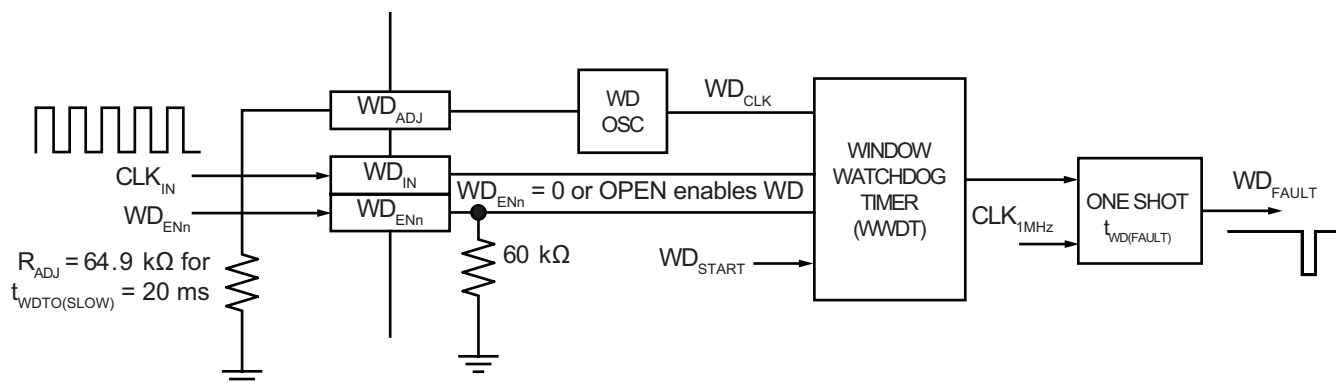 WD_ADJ
WD
OSC
WD_CLK
CLK_IN
WD_IN
WD_ENn = 0 or OPEN enables WD
WD_ENn
WD_ENn
WINDOW
WATCHDOG
TIMER
(WWDT)
CLK_1MHz
ONE SHOT
t_WD(FAULT)
WD_FAULT
R_ADJ = 64.9 kΩ for
t_WDTO(SLOW) = 20 ms
60 kΩ
WD_START